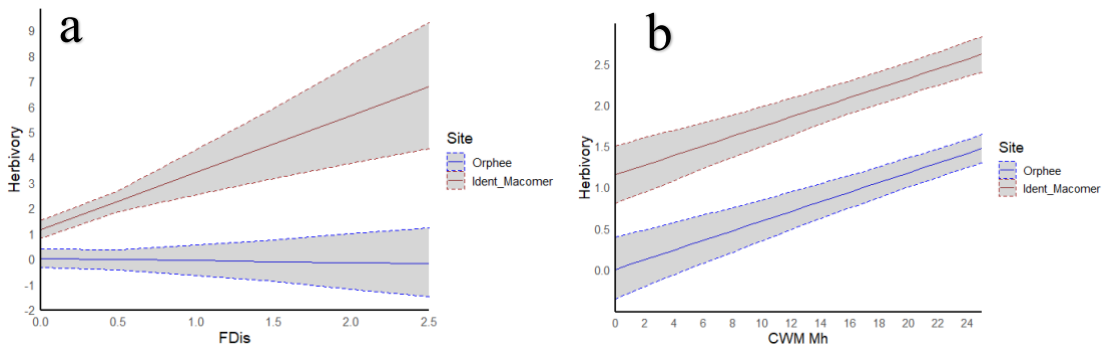 a
9
8
7
6
5
4
3
2
1
0
-1
-2
Herbivory
0.0 0.5 1.0 1.5 2.0 2.5
FDis
Site
Orphee
Ident_Macomer
b
2.5
2.0
1.5
1.0
0.5
0.0
Herbivory
0 2 4 6 8 10 12 14 16 18 20 22 24
CWM Mh
Site
Orphee
Ident_Macomer